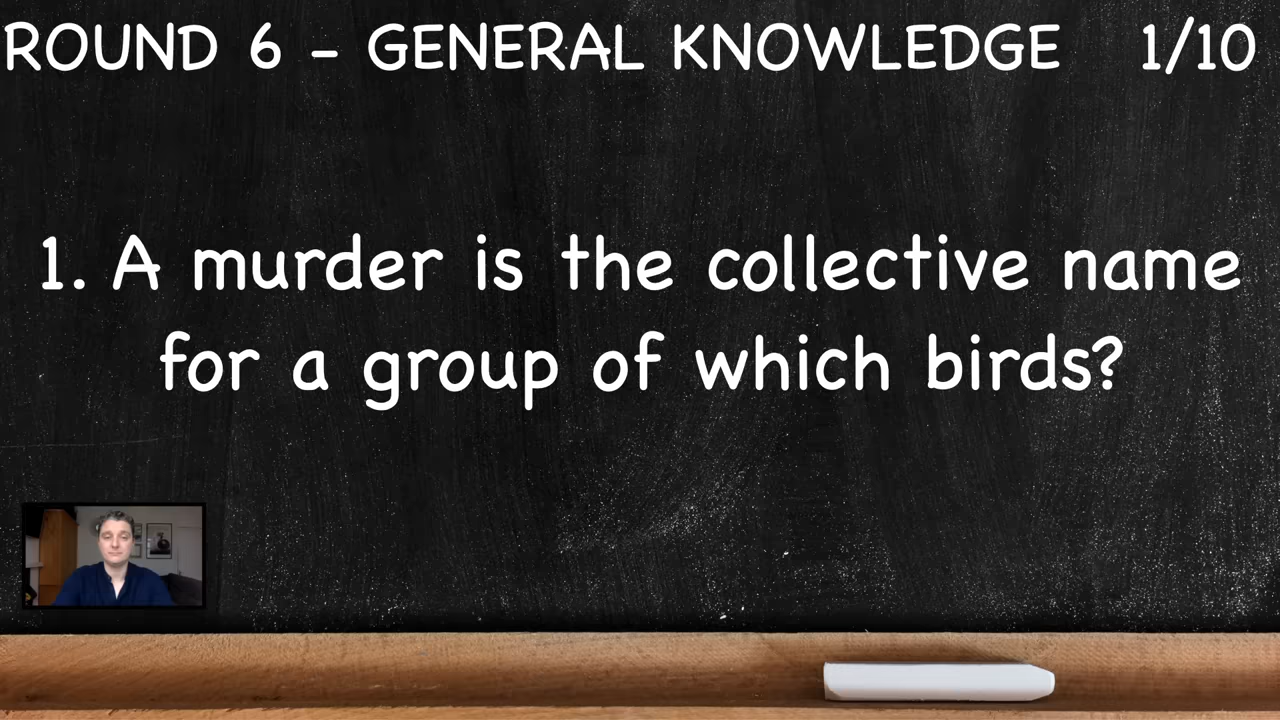 ROUND 6 - GENERAL KNOWLEDGE 1/10
1. A murder is the collective name
for a group of which birds?